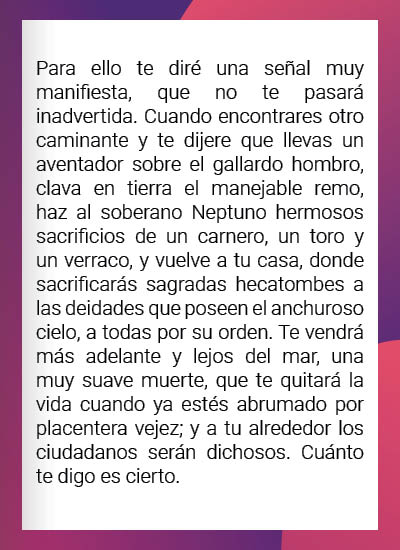 Para ello te diré una señal muy
manifiesta, que no te pasará
inadvertida. Cuando encontrares otro
caminante y te dijere que llevas un
aventador sobre el gallardo hombro,
clava en tierra el manejable remo,
haz al soberano Neptuno hermosos
sacrificios de un carnero, un toro y
un verraco, y vuelve a tu casa, donde
sacrificarás sagradas hecatombes a
las deidades que poseen el anchuroso
cielo, a todas por su orden. Te vendrá
más adelante y lejos del mar, una
muy suave muerte, que te quitará la
vida cuando ya estés abrumado por
placentera vejez; y a tu alrededor los
ciudadanos serán dichosos. Cuánto
te digo es cierto.